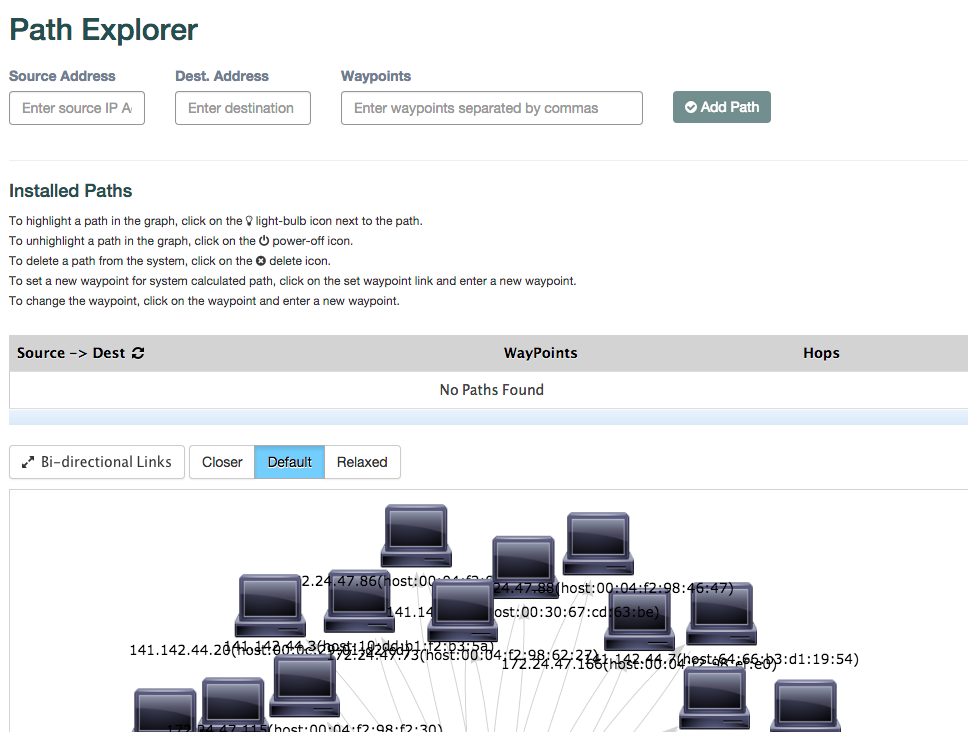 Path Explorer
Source Address Dest. Address Waypoints
Enter source IP A Enter destination Enter waypoints separated by commas Add Path
Installed Paths
To highlight a path in the graph, click on the light-bulb icon next to the path.
To unhighlight a path in the graph, click on the power-off icon.
To delete a path from the system, click on the delete icon.
To set a new waypoint for system calculated path, click on the set waypoint link and enter a new waypoint.
To change the waypoint, click on the waypoint and enter a new waypoint.
Source -> Dest WayPoints Hops
No Paths Found
Bi-directional Links Closer Default Relaxed
2.24.47.86(host:00:04:f2:
24.47.88(host:00:04:f2:98:46:47)
141.14
ost:00:30:67:cd:63:be)
141.142.44.20(host:00:0c:29:
141.142.44.3(host:10:dd:b1:f2:b3:5a)
172.24.47.73(host:00:04:f2:98:62:27)
141.142.44.7(host:64:66:b3:d1:19:54)
172.24.47.166(host:00:04:f2:98:ef:e0)
172.24.47.115(host:00:04:f2:98:f2:30)